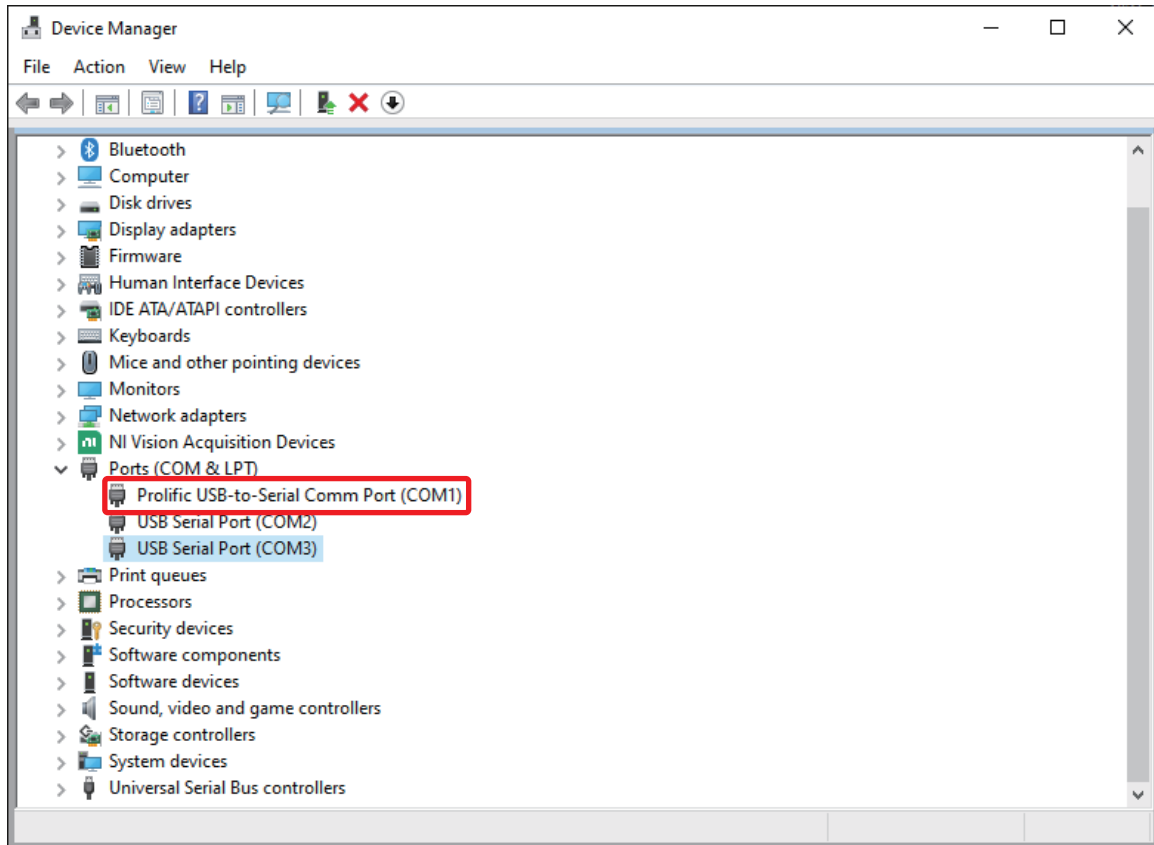 Device Manager
File Action View Help
Bluetooth
Computer
Disk drives
Display adapters
Firmware
Human Interface Devices
IDE ATA/ATAPI controllers
Keyboards
Mice and other pointing devices
Monitors
Network adapters
NI Vision Acquisition Devices
Ports (COM & LPT)
Prolific USB-to-Serial Comm Port (COM1)
USB Serial Port (COM2)
USB Serial Port (COM3)
Print queues
Processors
Security devices
Software components
Software devices
Sound, video and game controllers
Storage controllers
System devices
Universal Serial Bus controllers